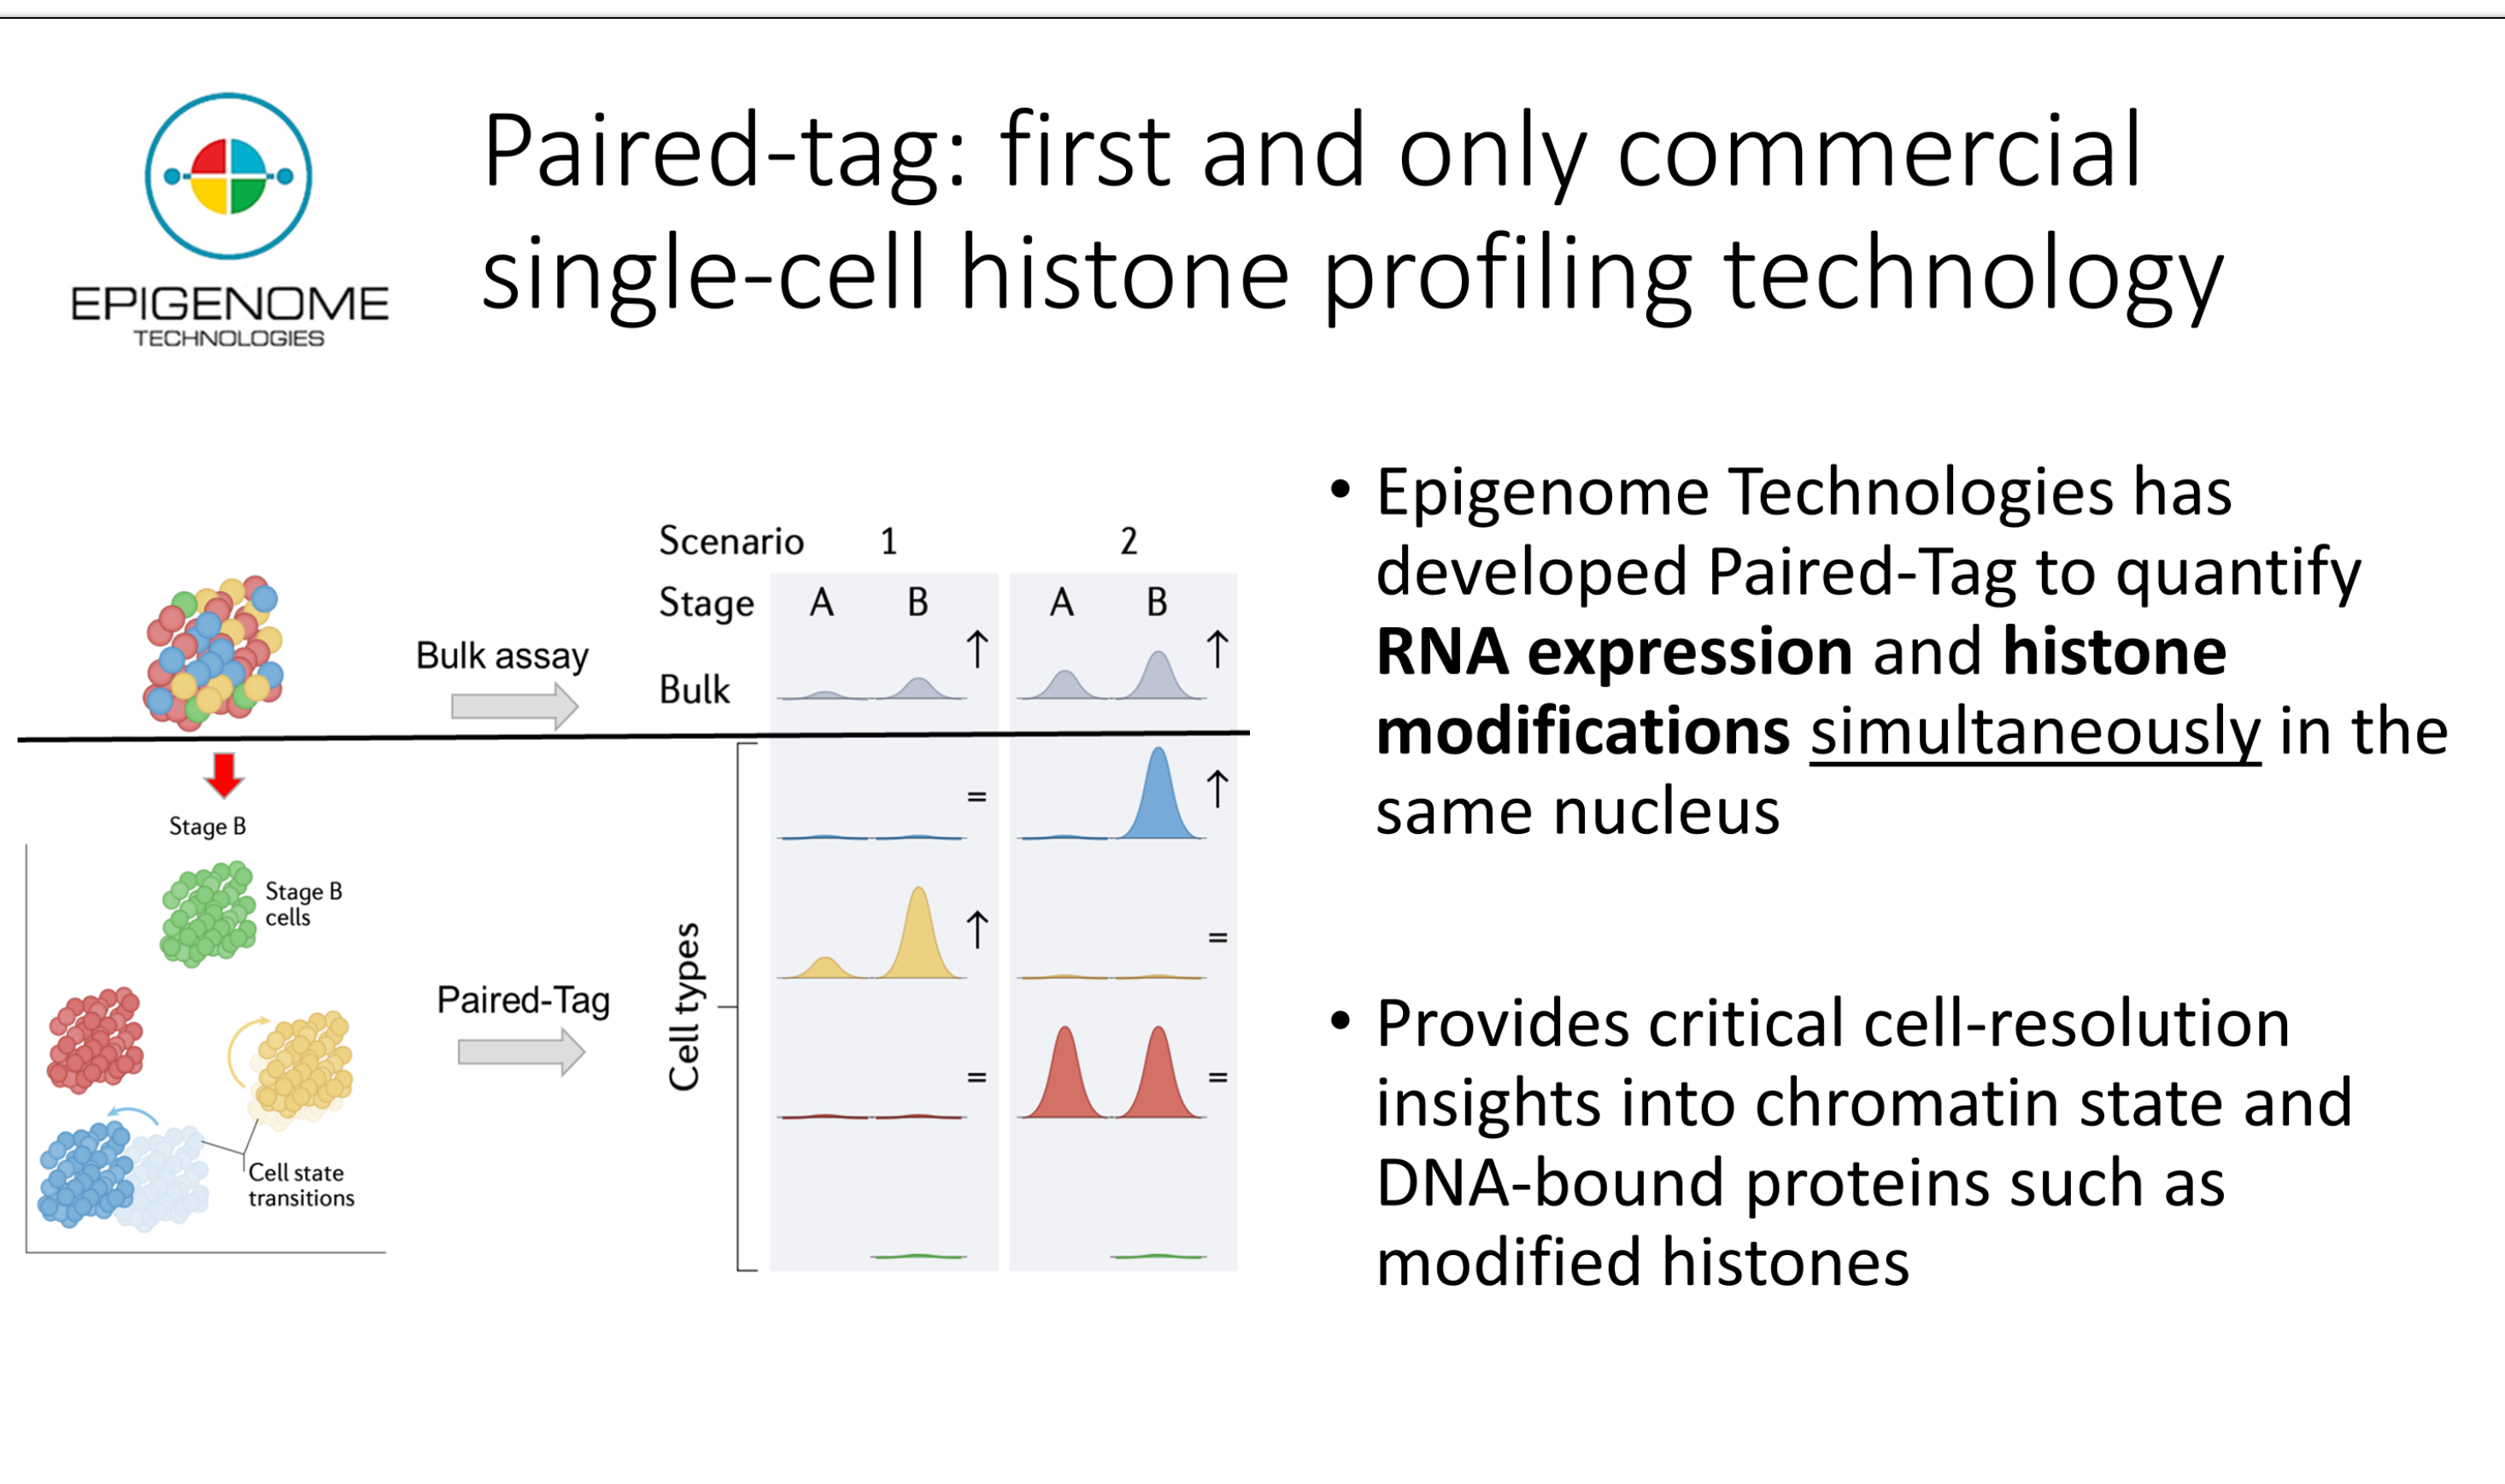 EPIGENOME
TECHNOLOGIES
Paired-tag: first and only commercial
single-cell histone profiling technology
Scenario 1 2
Stage A B A B
↑ ↑
Bulk assay
Bulk
= ↑
Stage B
Stage B
cells
↑ =
Paired-Tag
Cell types
= =
Cell state
transitions
• Epigenome Technologies has
developed Paired-Tag to quantify
RNA expression and histone
modifications simultaneously in the
same nucleus
• Provides critical cell-resolution
insights into chromatin state and
DNA-bound proteins such as
modified histones